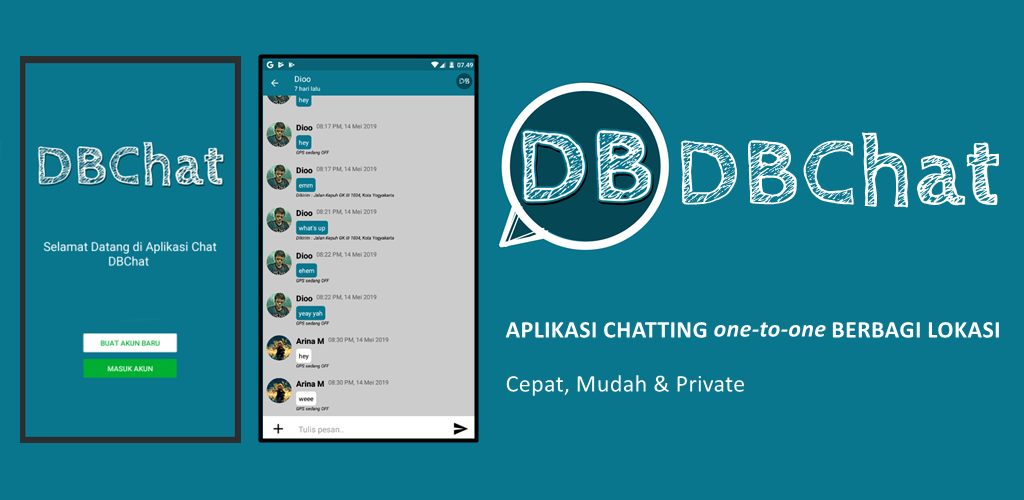 DBChat
Selamat Datang di Aplikasi Chat
DBChat
BUAT AKUN BARU
MASUK AKUN
07.49
Dioo
7 hari lalu
DB
hey
Dioo 08:17 PM, 14 Mei 2019
hey
GPS sedang OFF
Dioo 08:17 PM, 14 Mei 2019
emm
Dikirim : Jalan Kepuh GK III 1004, Kota Yogyakarta
Dioo 08:21 PM, 14 Mei 2019
what's up
Dikirim : Jalan Kepuh GK III 1004, Kota Yogyakarta
Dioo 08:22 PM, 14 Mei 2019
ehem
GPS sedang OFF
Dioo 08:22 PM, 14 Mei 2019
yeay yah
GPS sedang OFF
Arina M 08:30 PM, 14 Mei 2019
hey
GPS sedang OFF
Arina M 08:30 PM, 14 Mei 2019
weee
GPS sedang OFF
Tulis pesan..
DB DBChat
APLIKASI CHATTING one-to-one BERBAGI LOKASI
Cepat, Mudah & Private